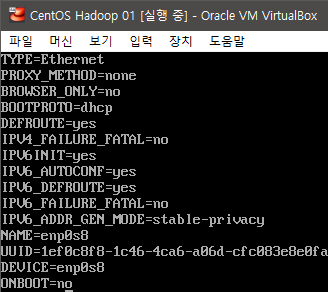 CentOS Hadoop 01 [실행 중] - Oracle VM VirtualBox
파일 머신 보기 입력 장치 도움말
TYPE=Ethernet
PROXY_METHOD=none
BROWSER_ONLY=no
BOOTPROTO=dhcp
DEFROUTE=yes
IPV4_FAILURE_FATAL=no
IPV6INIT=yes
IPV6_AUTOCONF=yes
IPV6_DEFROUTE=yes
IPV6_FAILURE_FATAL=no
IPV6_ADDR_GEN_MODE=stable-privacy
NAME=enp0s8
UUID=1ef0c8f8-1c46-4ca6-a06d-cfc083e8e0fa
DEVICE=enp0s8
ONBOOT=no